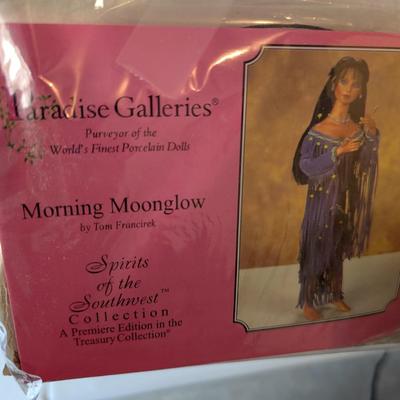 Paradise Galleries®
Purveyor of the
World's Finest Porcelain Dolls
Morning Moonglow
by Tom Francirek
Spirits
of the
Southwest™
Collection
A Premiere Edition in the
Treasury Collection®